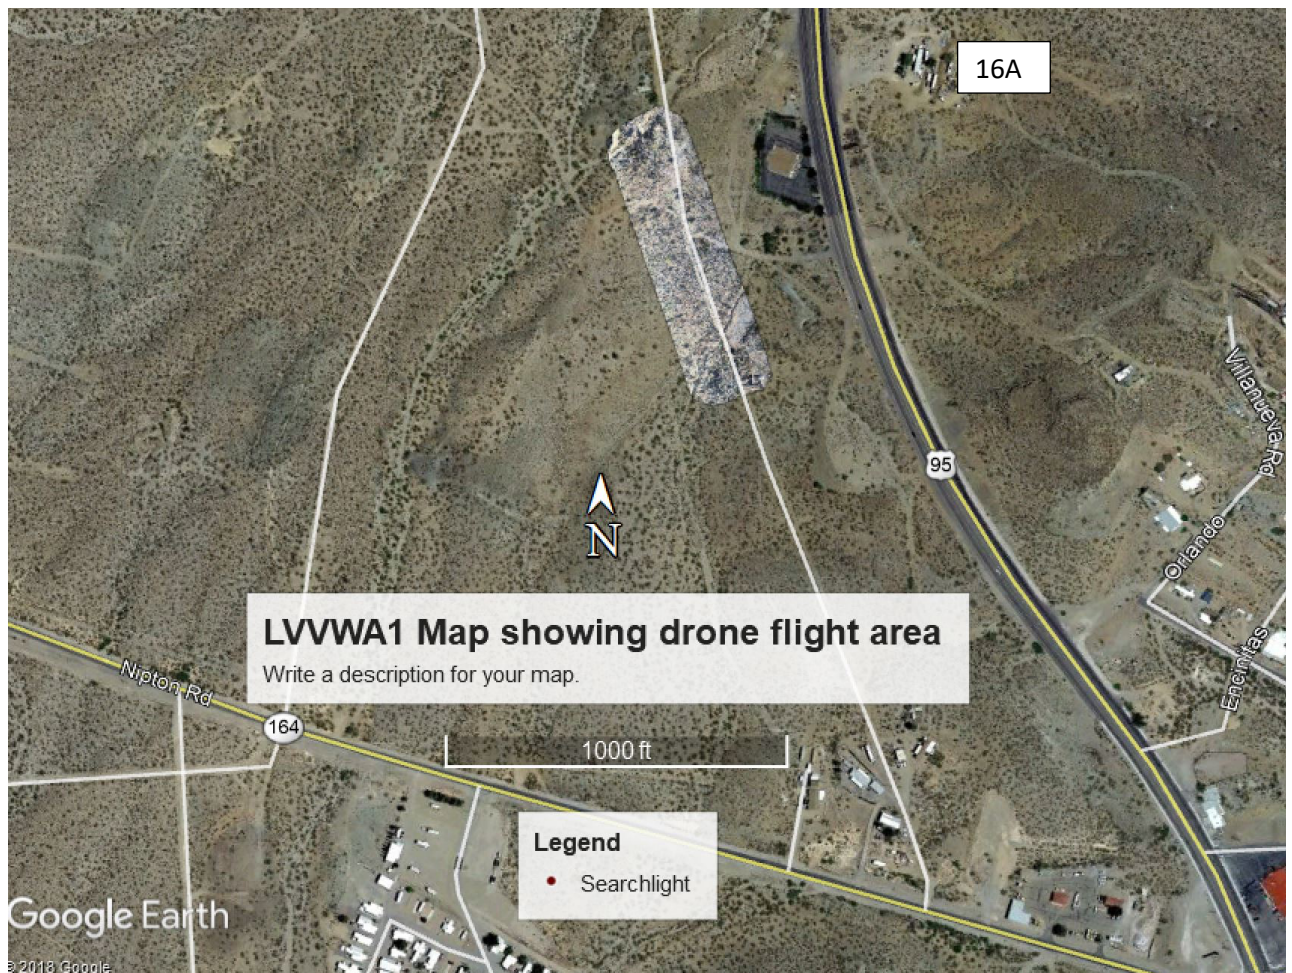 16A
Villanueva Rd
95
Orlando
N
Encinitas
LVVWA1 Map showing drone flight area
Write a description for your map.
Nipton Rd
164
1000 ft
Legend
Searchlight
Google Earth
© 2018 Google